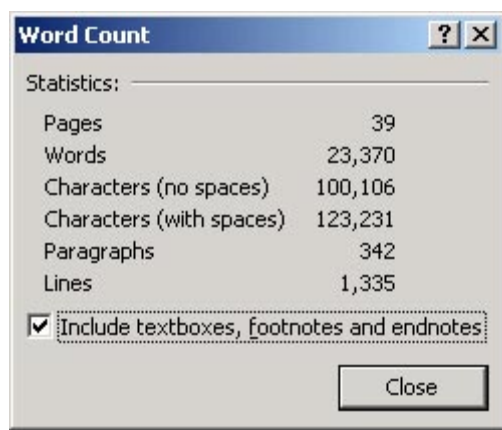 Word Count
Statistics:
Pages 39
Words 23,370
Characters (no spaces) 100,106
Characters (with spaces) 123,231
Paragraphs 342
Lines 1,335
Include textboxes, footnotes and endnotes
Close